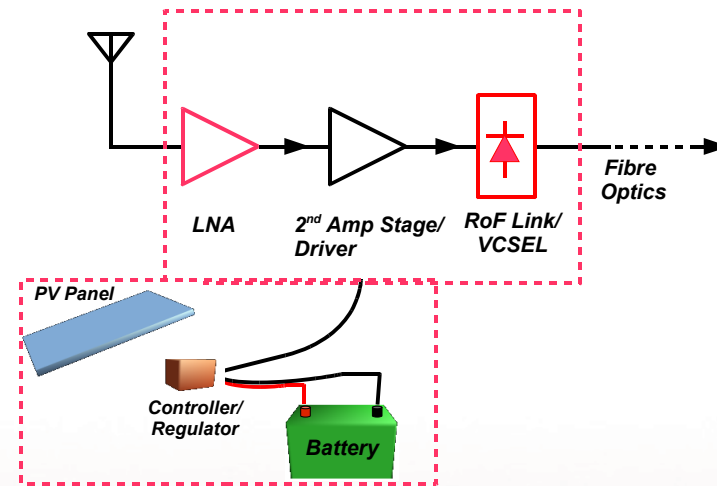 LNA
2nd Amp Stage/
Driver
RoF Link/
VCSEL
Fibre
Optics
PV Panel
Controller/
Regulator
Battery